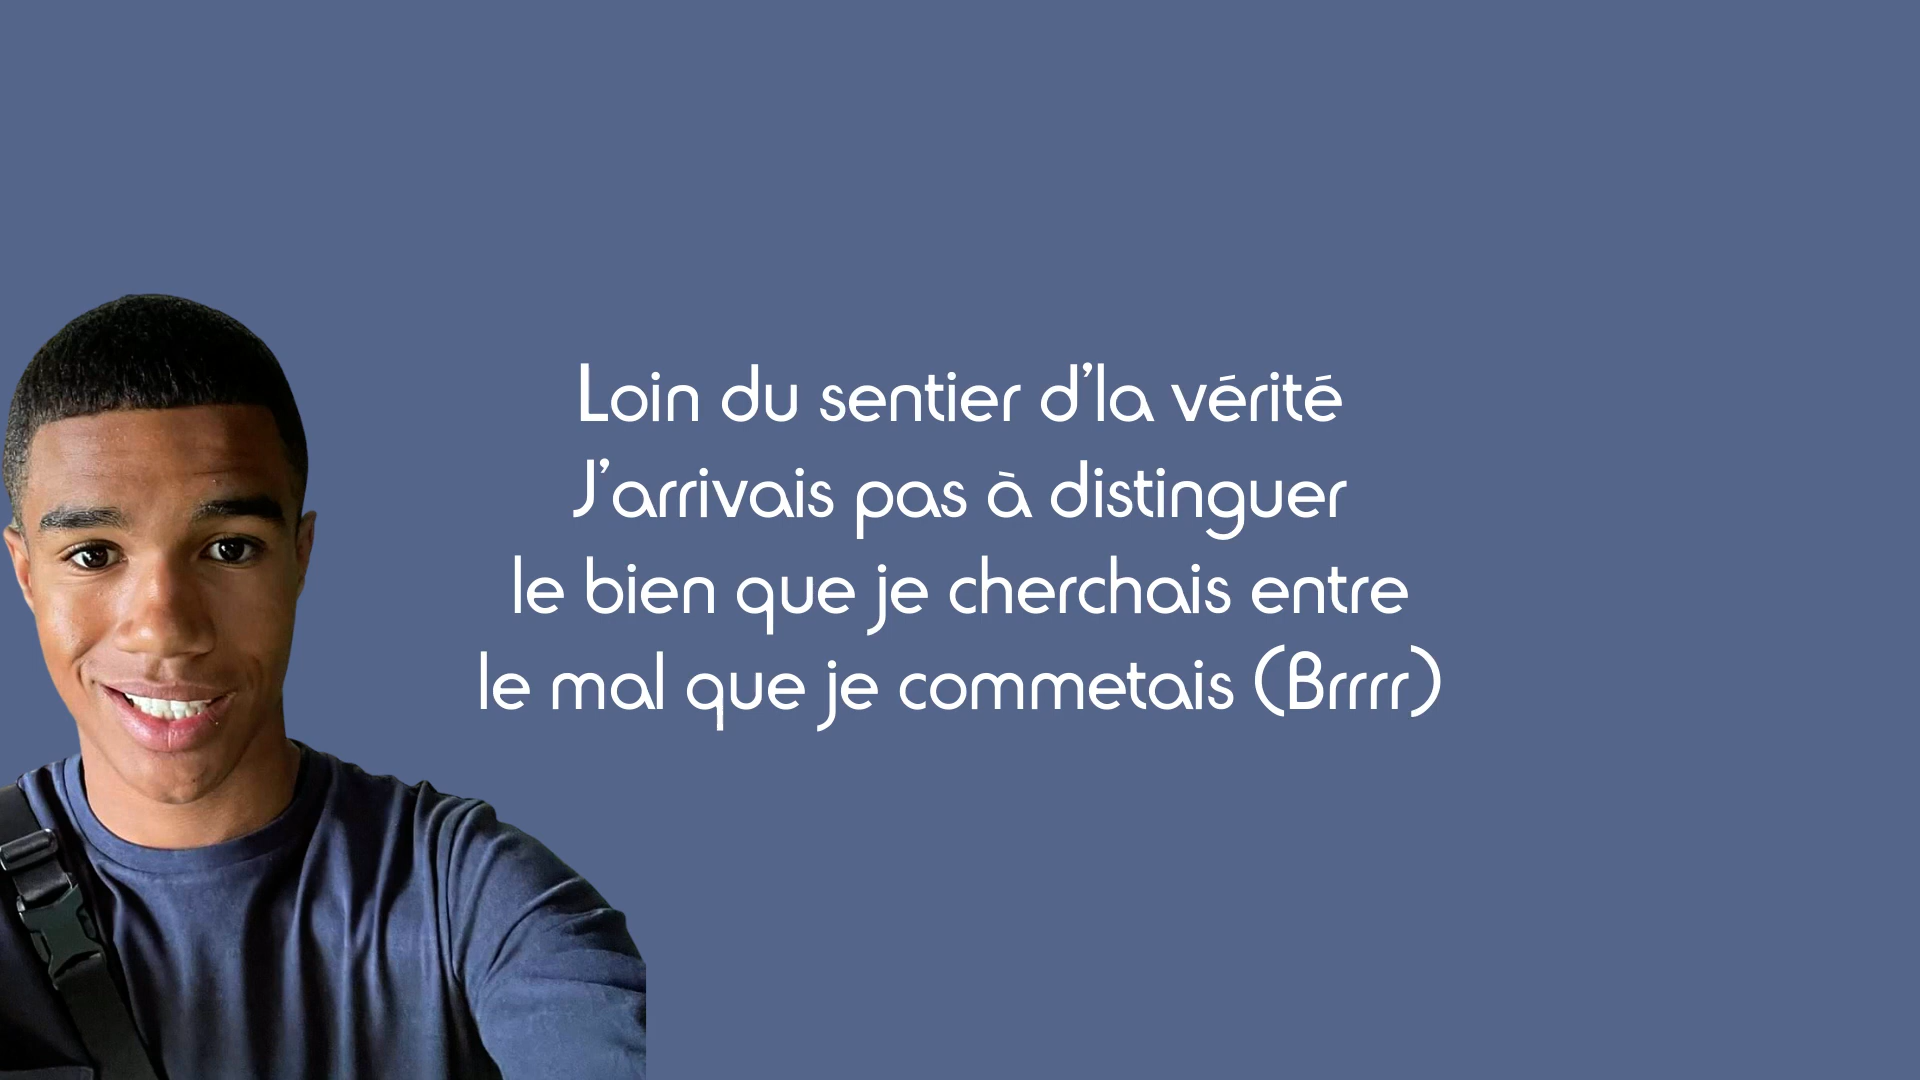 Loin du sentier d’la vérité
J’arrivais pas à distinguer
le bien que je cherchais entre
le mal que je commetais (Brrrr)